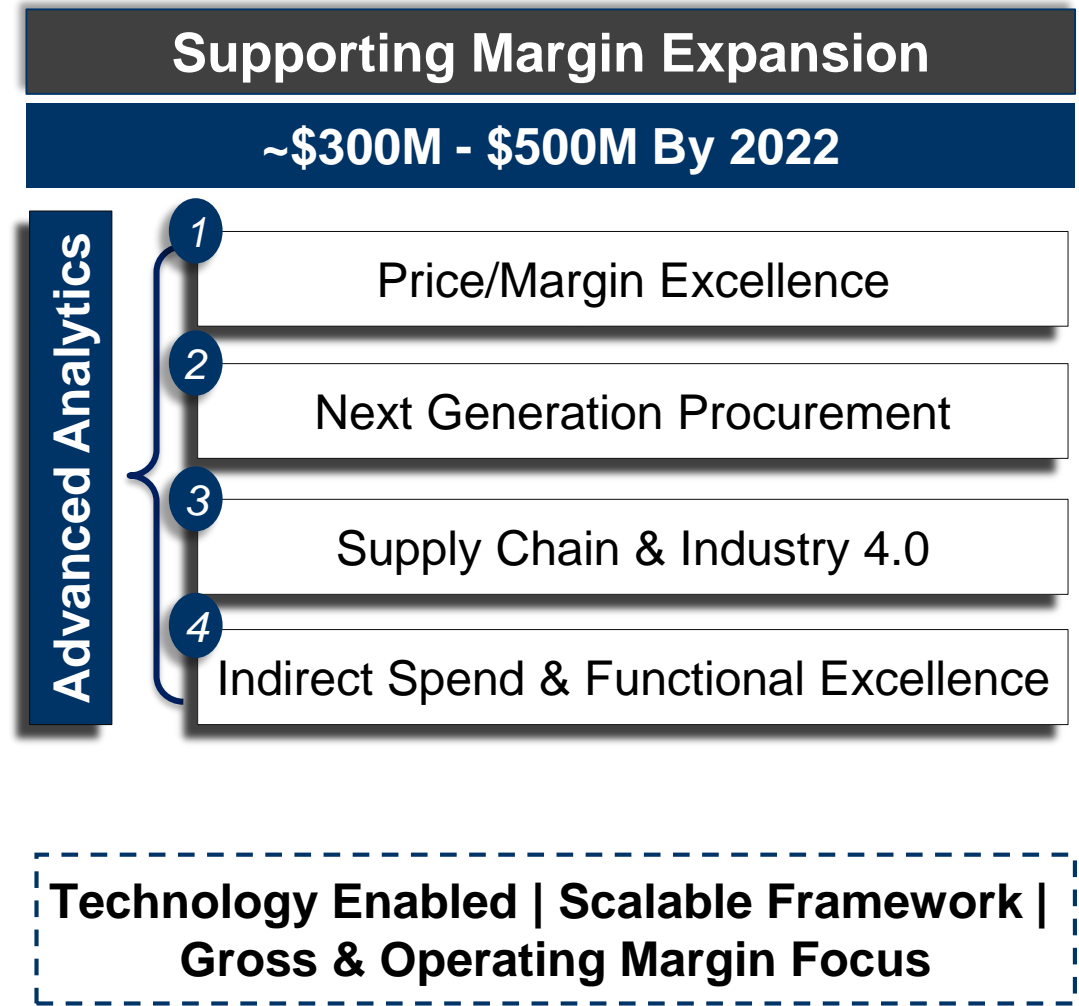 Supporting Margin Expansion
~$300M - $500M By 2022
Advanced Analytics
1
Price/Margin Excellence
2
Next Generation Procurement
3
Supply Chain & Industry 4.0
4
Indirect Spend & Functional Excellence
Technology Enabled | Scalable Framework |
Gross & Operating Margin Focus